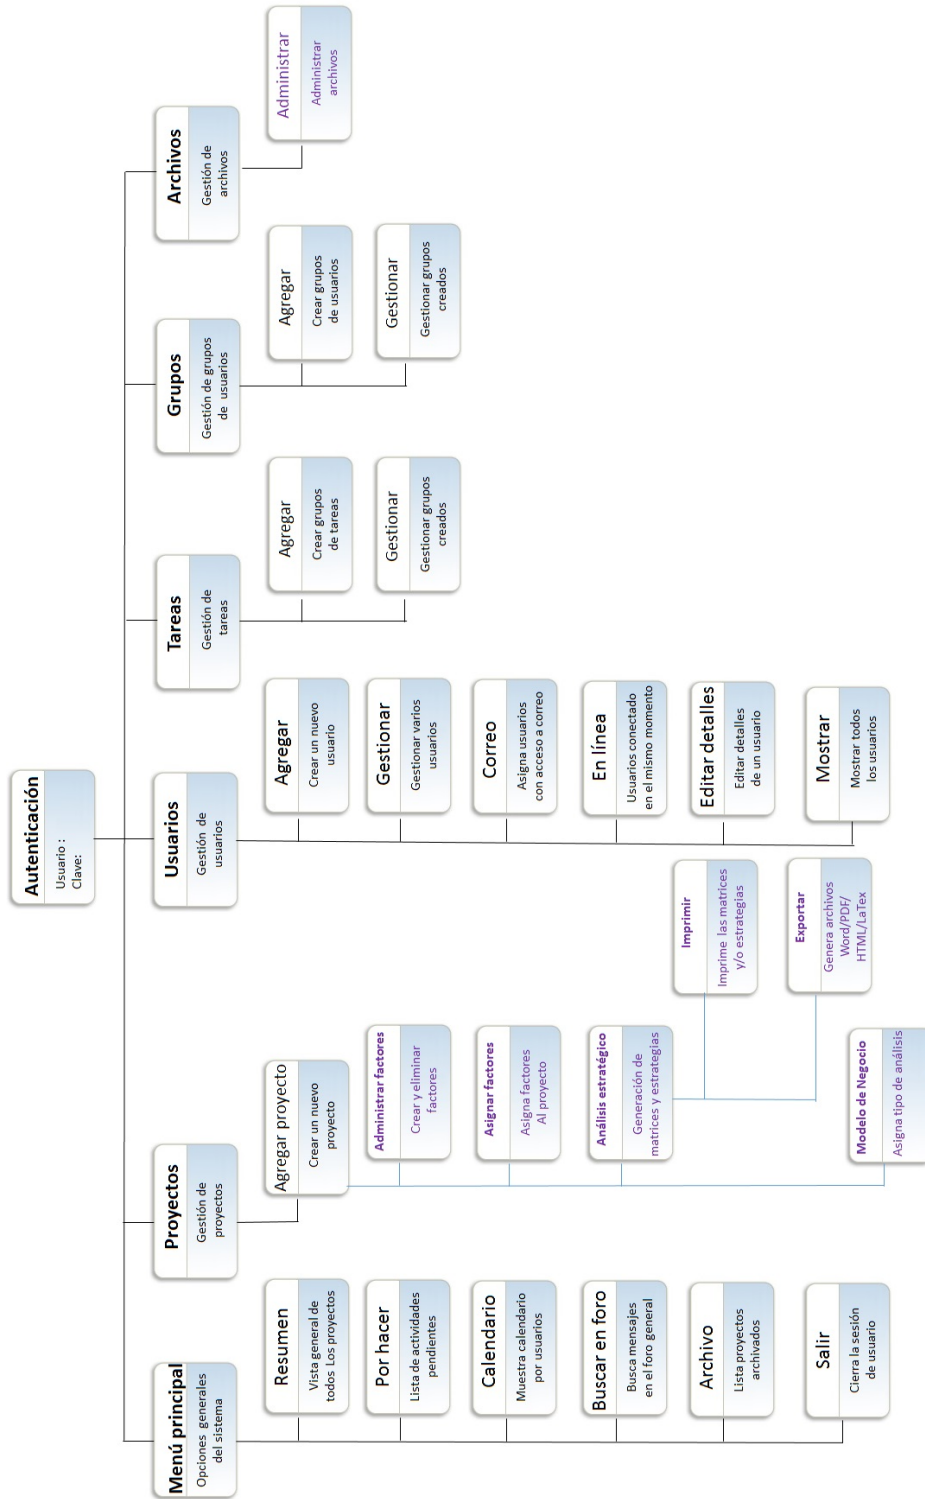 Autenticación
Usuario :
Clave:
Menú principal
Opciones generales
del sistema
Resumen
Vista general de
todos Los proyectos
Por hacer
Lista de actividades
pendientes
Calendario
Muestra calendario
por usuarios
Buscar en foro
Busca mensajes
en el foro general
Archivo
Lista proyectos
archivados
Salir
Cierra la sesión
de usuario
Proyectos
Gestión de
proyectos
Agregar proyecto
Crear un nuevo
proyecto
Administrar factores
Crear y eliminar
factores
Asignar factores
Asigna factores
Al proyecto
Análisis estratégico
Generación de
matrices y estrategias
Imprimir
Imprime las matrices
y/o estrategias
Exportar
Genera archivos
Word/PDF/
HTML/LaTex
Modelo de Negocio
Asigna tipo de análisis
Usuarios
Gestión de
usuarios
Agregar
Crear un nuevo
usuario
Gestionar
Gestionar varios
usuarios
Correo
Asigna usuarios
con acceso a correo
En línea
Usuarios conectado
en el mismo momento
Editar detalles
Editar detalles
de un usuario
Mostrar
Mostrar todos
los usuarios
Tareas
Gestión de
tareas
Agregar
Crear grupos
de tareas
Gestionar
Gestionar grupos
creados
Grupos
Gestión de grupos
de usuarios
Agregar
Crear grupos
de usuarios
Gestionar
Gestionar grupos
creados
Archivos
Gestión de
archivos
Administrar
Administrar
archivos